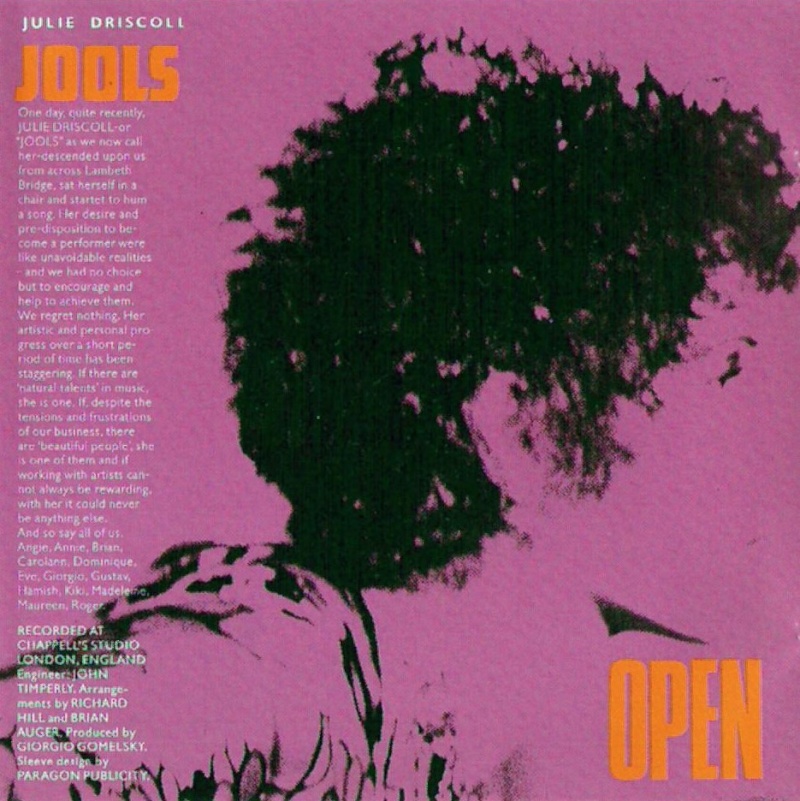 JULIE DRISCOLL
JOOLS
One day, quite recently,
JULIE DRISCOLL-or
"JOOLS" as we now call
her-descended upon us
from across Lambeth
Bridge, sat herself in a
chair and startet to hum
a song. Her desire and
pre-disposition to be-
come a performer were
like unavoidable realities
- and we had no choice
but to encourage and
help to achieve them.
We regret nothing. Her
artistic and personal pro-
gress over a short pe-
riod of time has been
staggering. If there are
'natural talents' in music,
she is one. If, despite the
tensions and frustrations
of our business, there
are 'beautiful people', she
is one of them and if
working with artists can-
not always be rewarding,
with her it could never
be anything else.
And so say all of us.
Angie, Annie, Brian,
Carolann, Dominique,
Eve, Giorgio, Gustav,
Hamish, Kiki, Madeleine,
Maureen, Roger.
RECORDED AT
CHAPPELL'S STUDIO
LONDON, ENGLAND
Engineer: JOHN
TIMPERLY. Arrange-
ments by RICHARD
HILL and BRIAN
AUGER. Produced by
GIORGIO GOMELSKY.
Sleeve design by
PARAGON PUBLICITY.
OPEN